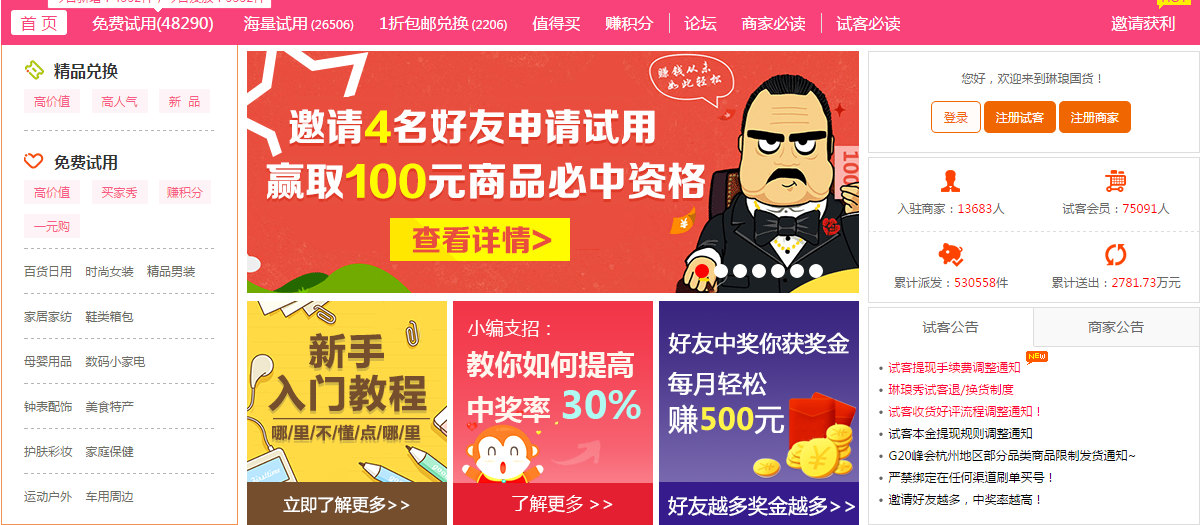 首 页 免费试用(48290) 海量试用(26506) 1折包邮兑换(2206) 值得买 赚积分 论坛 商家必读 试客必读 邀请获利
精品兑换
高价值 高人气 新 品
免费试用
高价值 买家秀 赚积分
一元购
百货日用 时尚女装 精品男装
家居家纺 鞋类箱包
母婴用品 数码小家电
钟表配饰 美食特产
护肤彩妆 家庭保健
运动户外 车用周边
赚钱从未
如此轻松
邀请4名好友申请试用
赢取100元商品必中资格
查看详情>
100
新手
入门教程
哪/里/不/懂/点/哪/里
立即了解更多>>
小编支招：
教你如何提高
中奖率 30%
了解更多 >>
好友中奖你获奖金
每月轻松
赚500元
好友越多奖金越多>>
您好，欢迎来到琳琅国货！
登录 注册试客 注册商家
入驻商家：13683人 试客会员：75091人
累计派发：530558件 累计送出：2781.73万元
试客公告 商家公告
NEW
• 试客提现手续费调整通知
• 琳琅秀试客退/换货制度
• 试客收货好评流程调整通知！
• 试客本金提现规则调整通知
• G20峰会杭州地区部分品类商品限制发货通知~
• 严禁绑定在任何渠道刷单买号！
• 邀请好友越多，中奖率越高！